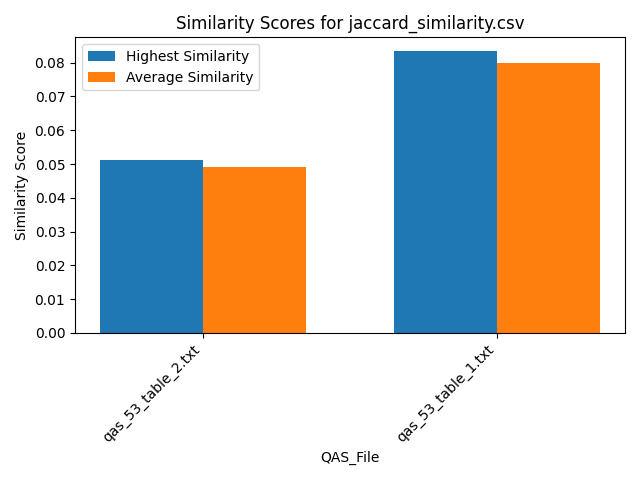 Similarity Scores for jaccard_similarity.csv
Highest Similarity
Average Similarity
Similarity Score
0.08
0.07
0.06
0.05
0.04
0.03
0.02
0.01
0.00
qas_53_table_2.txt
qas_53_table_1.txt
QAS_File